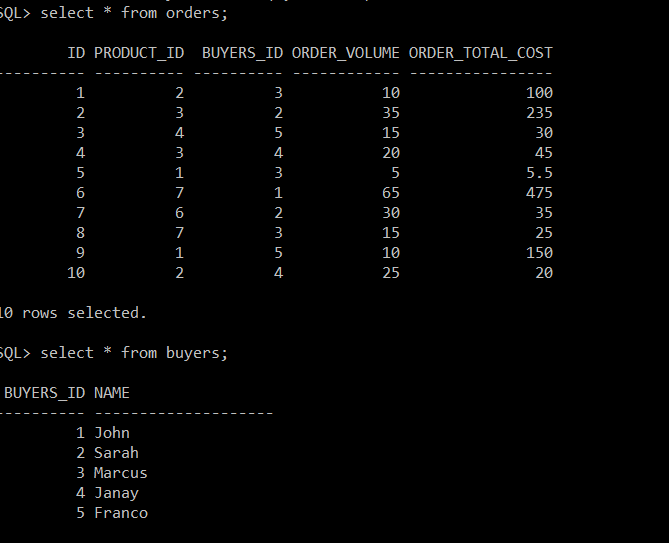 SQL> select * from orders;
ID PRODUCT_ID BUYERS_ID ORDER_VOLUME ORDER_TOTAL_COST
---------- ---------- ---------- ------------ ----------------
1 2 3 10 100
2 3 2 35 235
3 4 5 15 30
4 3 4 20 45
5 1 3 5 5.5
6 7 1 65 475
7 6 2 30 35
8 7 3 15 25
9 1 5 10 150
10 2 4 25 20
10 rows selected.
SQL> select * from buyers;
BUYERS_ID NAME
---------- --------------------
1 John
2 Sarah
3 Marcus
4 Janay
5 Franco